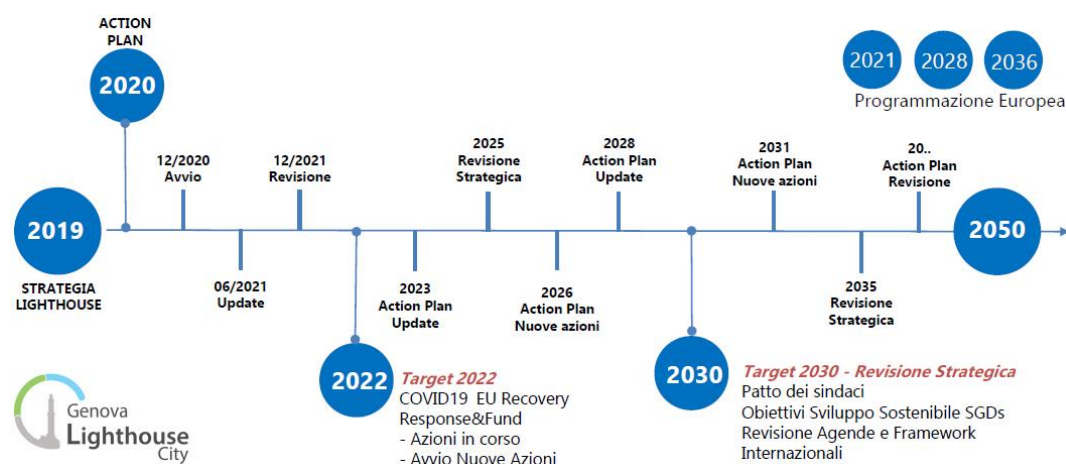 ACTION
PLAN
2020
2021
2028
2036
Programmazione Europea
12/2020
Avvio
12/2021
Revisione
2025
Revisione
Strategica
2028
Action Plan
Update
2031
Action Plan
Nuove azioni
20..
Action Plan
Revisione
2019
2050
STRATEGIA
LIGHTHOUSE
06/2021
Update
2023
Action Plan
Update
2026
Action Plan
Nuove azioni
2035
Revisione
Strategica
2022
Target 2022
COVID19 EU Recovery
Response&Fund
- Azioni in corso
- Avvio Nuove Azioni
2030
Target 2030 - Revisione Strategica
Patto dei sindaci
Obiettivi Sviluppo Sostenibile SGDs
Revisione Agende e Framework
Internazionali
Genova
Lighthouse
City